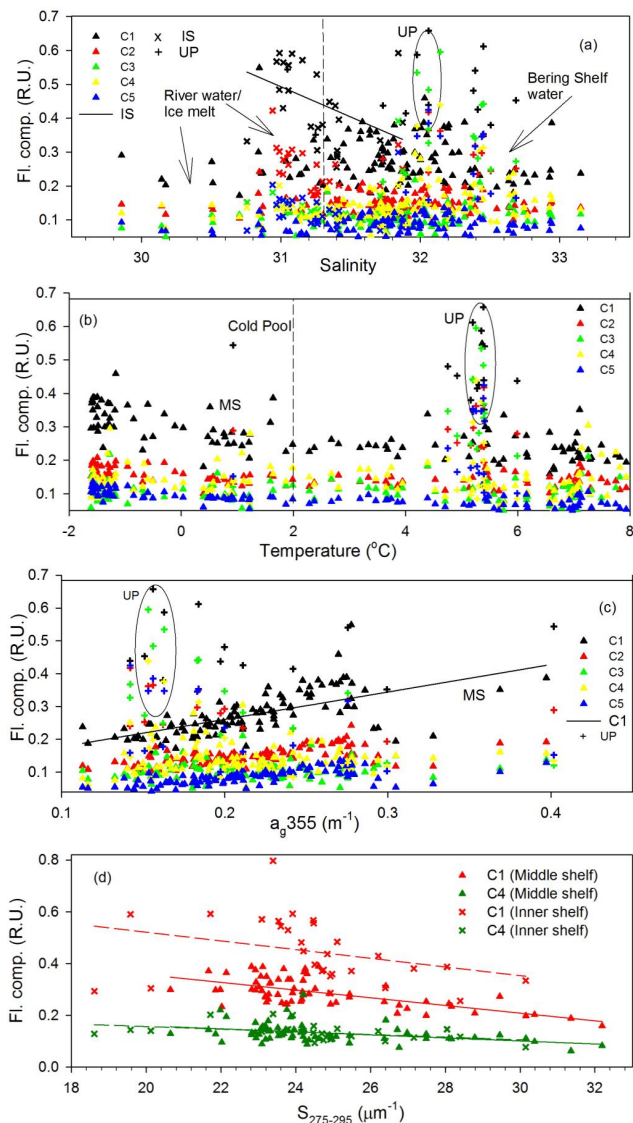 0.7
0.6
0.5
0.4
0.3
0.2
0.1
Fl. comp. (R.U.)
C1
C2
C3
C4
C5
IS
IS
UP
UP
(a)
River water/
Ice melt
Bering Shelf
water
30
31
32
33
Salinity
0.7
0.6
0.5
0.4
0.3
0.2
0.1
Fl. comp. (R.U.)
(b)
Cold Pool
MS
UP
C1
C2
C3
C4
C5
-2
0
2
4
6
8
Temperature (°C)
0.7
0.6
0.5
0.4
0.3
0.2
0.1
Fl. comp. (R.U.)
UP
(c)
MS
C1
C2
C3
C4
C5
C1
UP
0.1
0.2
0.3
0.4
ag355 (m-1)
0.8
0.6
0.4
0.2
0.0
Fl. comp. (R.U.)
(d)
C1 (Middle shelf)
C4 (Middle shelf)
C1 (Inner shelf)
C4 (Inner shelf)
18
20
22
24
26
28
30
32
S275-295 (μm-1)